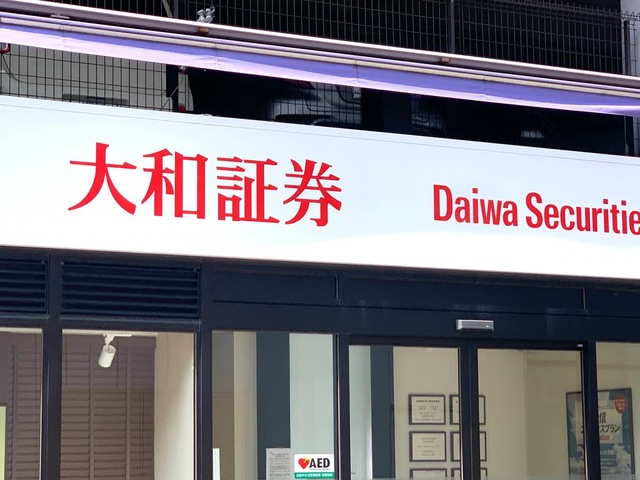 大和証券
Daiwa Securitie
AED